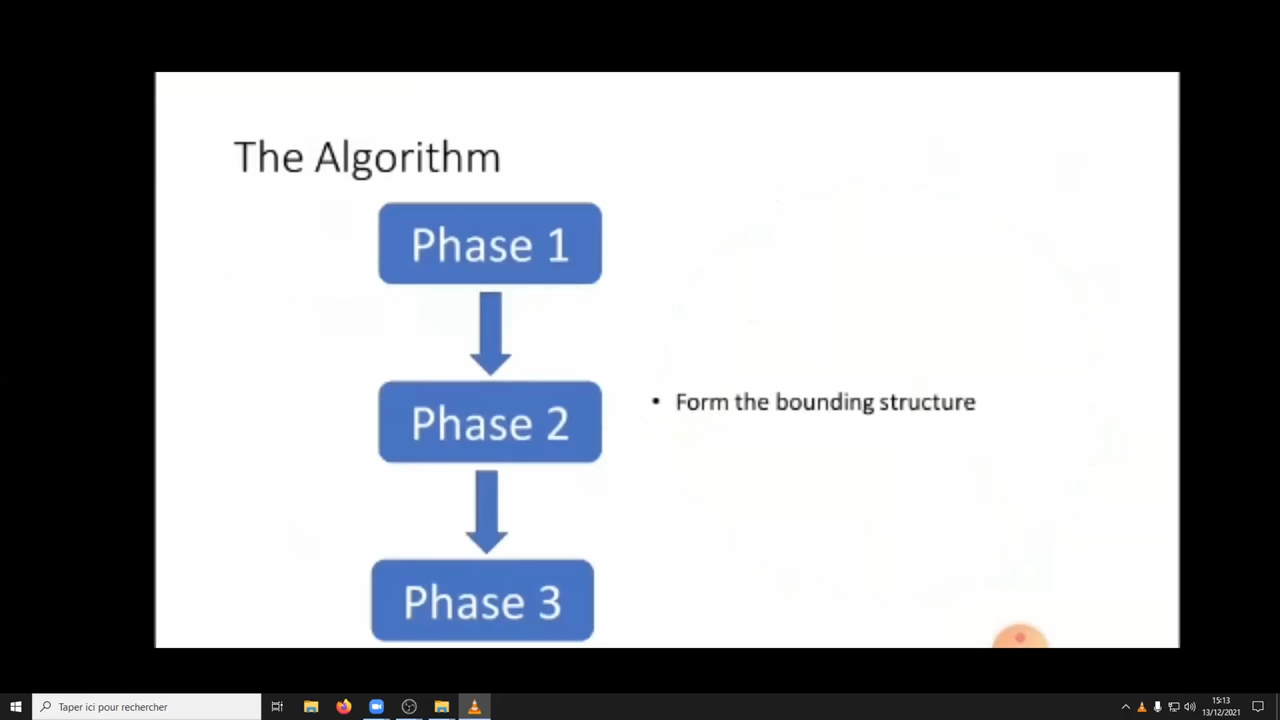 The Algorithm
Phase 1
Phase 2
• Form the bounding structure
Phase 3
Taper ici pour rechercher
15:13
13/12/2021